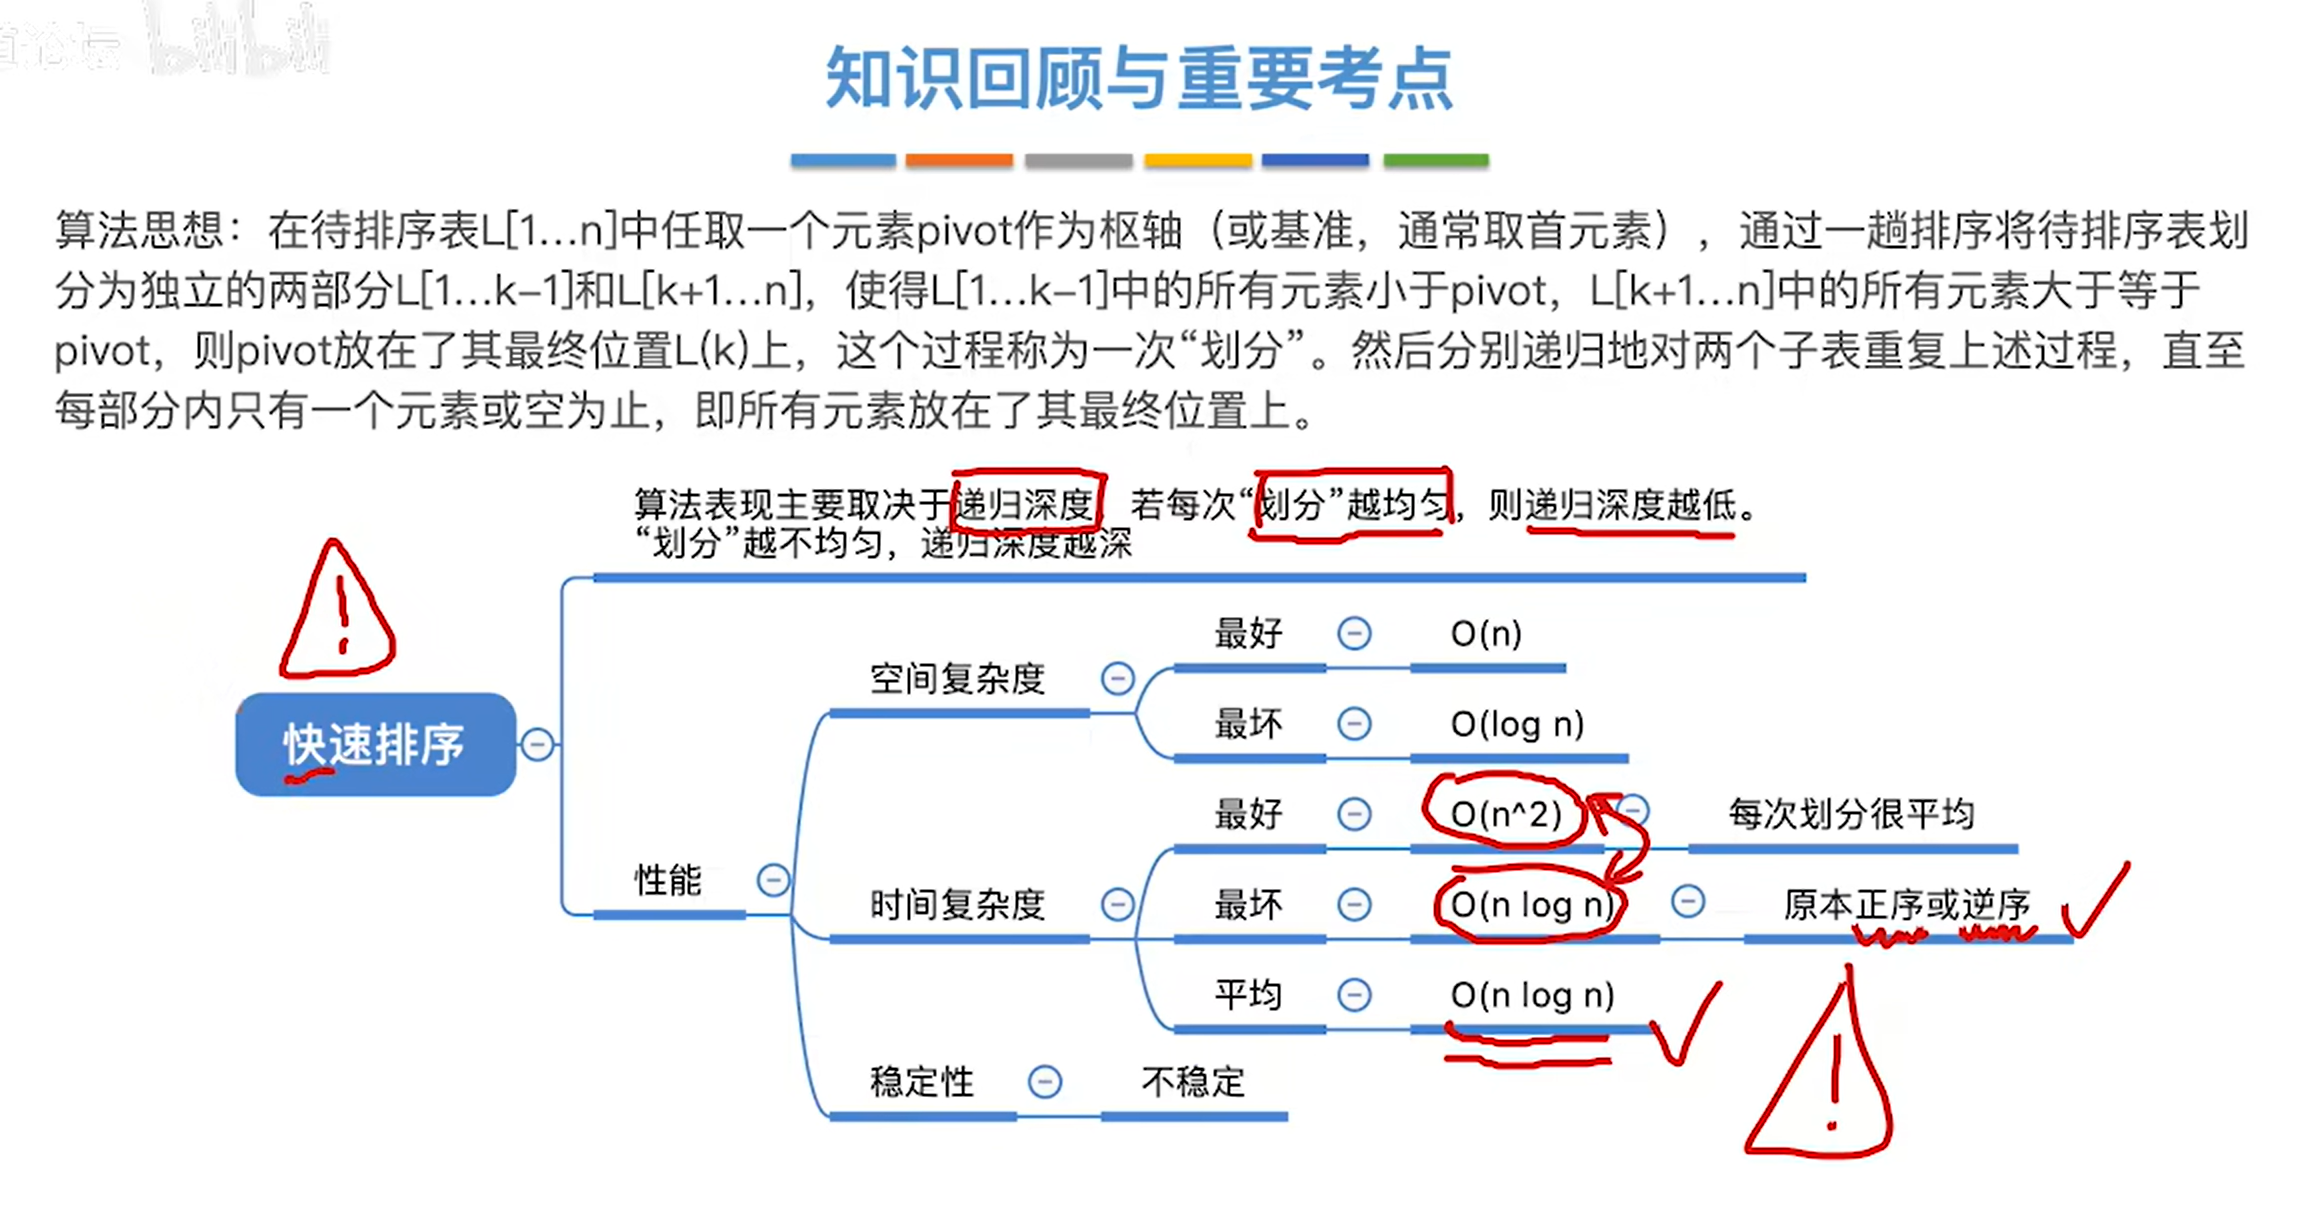 知识回顾与重要考点
算法思想：在待排序表L[1…n]中任取一个元素pivot作为枢轴（或基准，通常取首元素），通过一趟排序将待排序表划
分为独立的两部分L[1…k-1]和L[k+1…n]，使得L[1…k-1]中的所有元素小于pivot，L[k+1…n]中的所有元素大于等于
pivot，则pivot放在了其最终位置L(k)上，这个过程称为一次“划分”。然后分别递归地对两个子表重复上述过程，直至
每部分内只有一个元素或空为止，即所有元素放在了其最终位置上。
算法表现主要取决于递归深度 若每次“划分”越均匀，则递归深度越低。
“划分”越不均匀，递归深度越深
快速排序
性能
空间复杂度
最好
O(n)
最坏
O(log n)
时间复杂度
最好
O(n^2)
每次划分很平均
最坏
O(n log n)
原本正序或逆序
平均
O(n log n)
稳定性
不稳定
!
!
论坛
bilibili